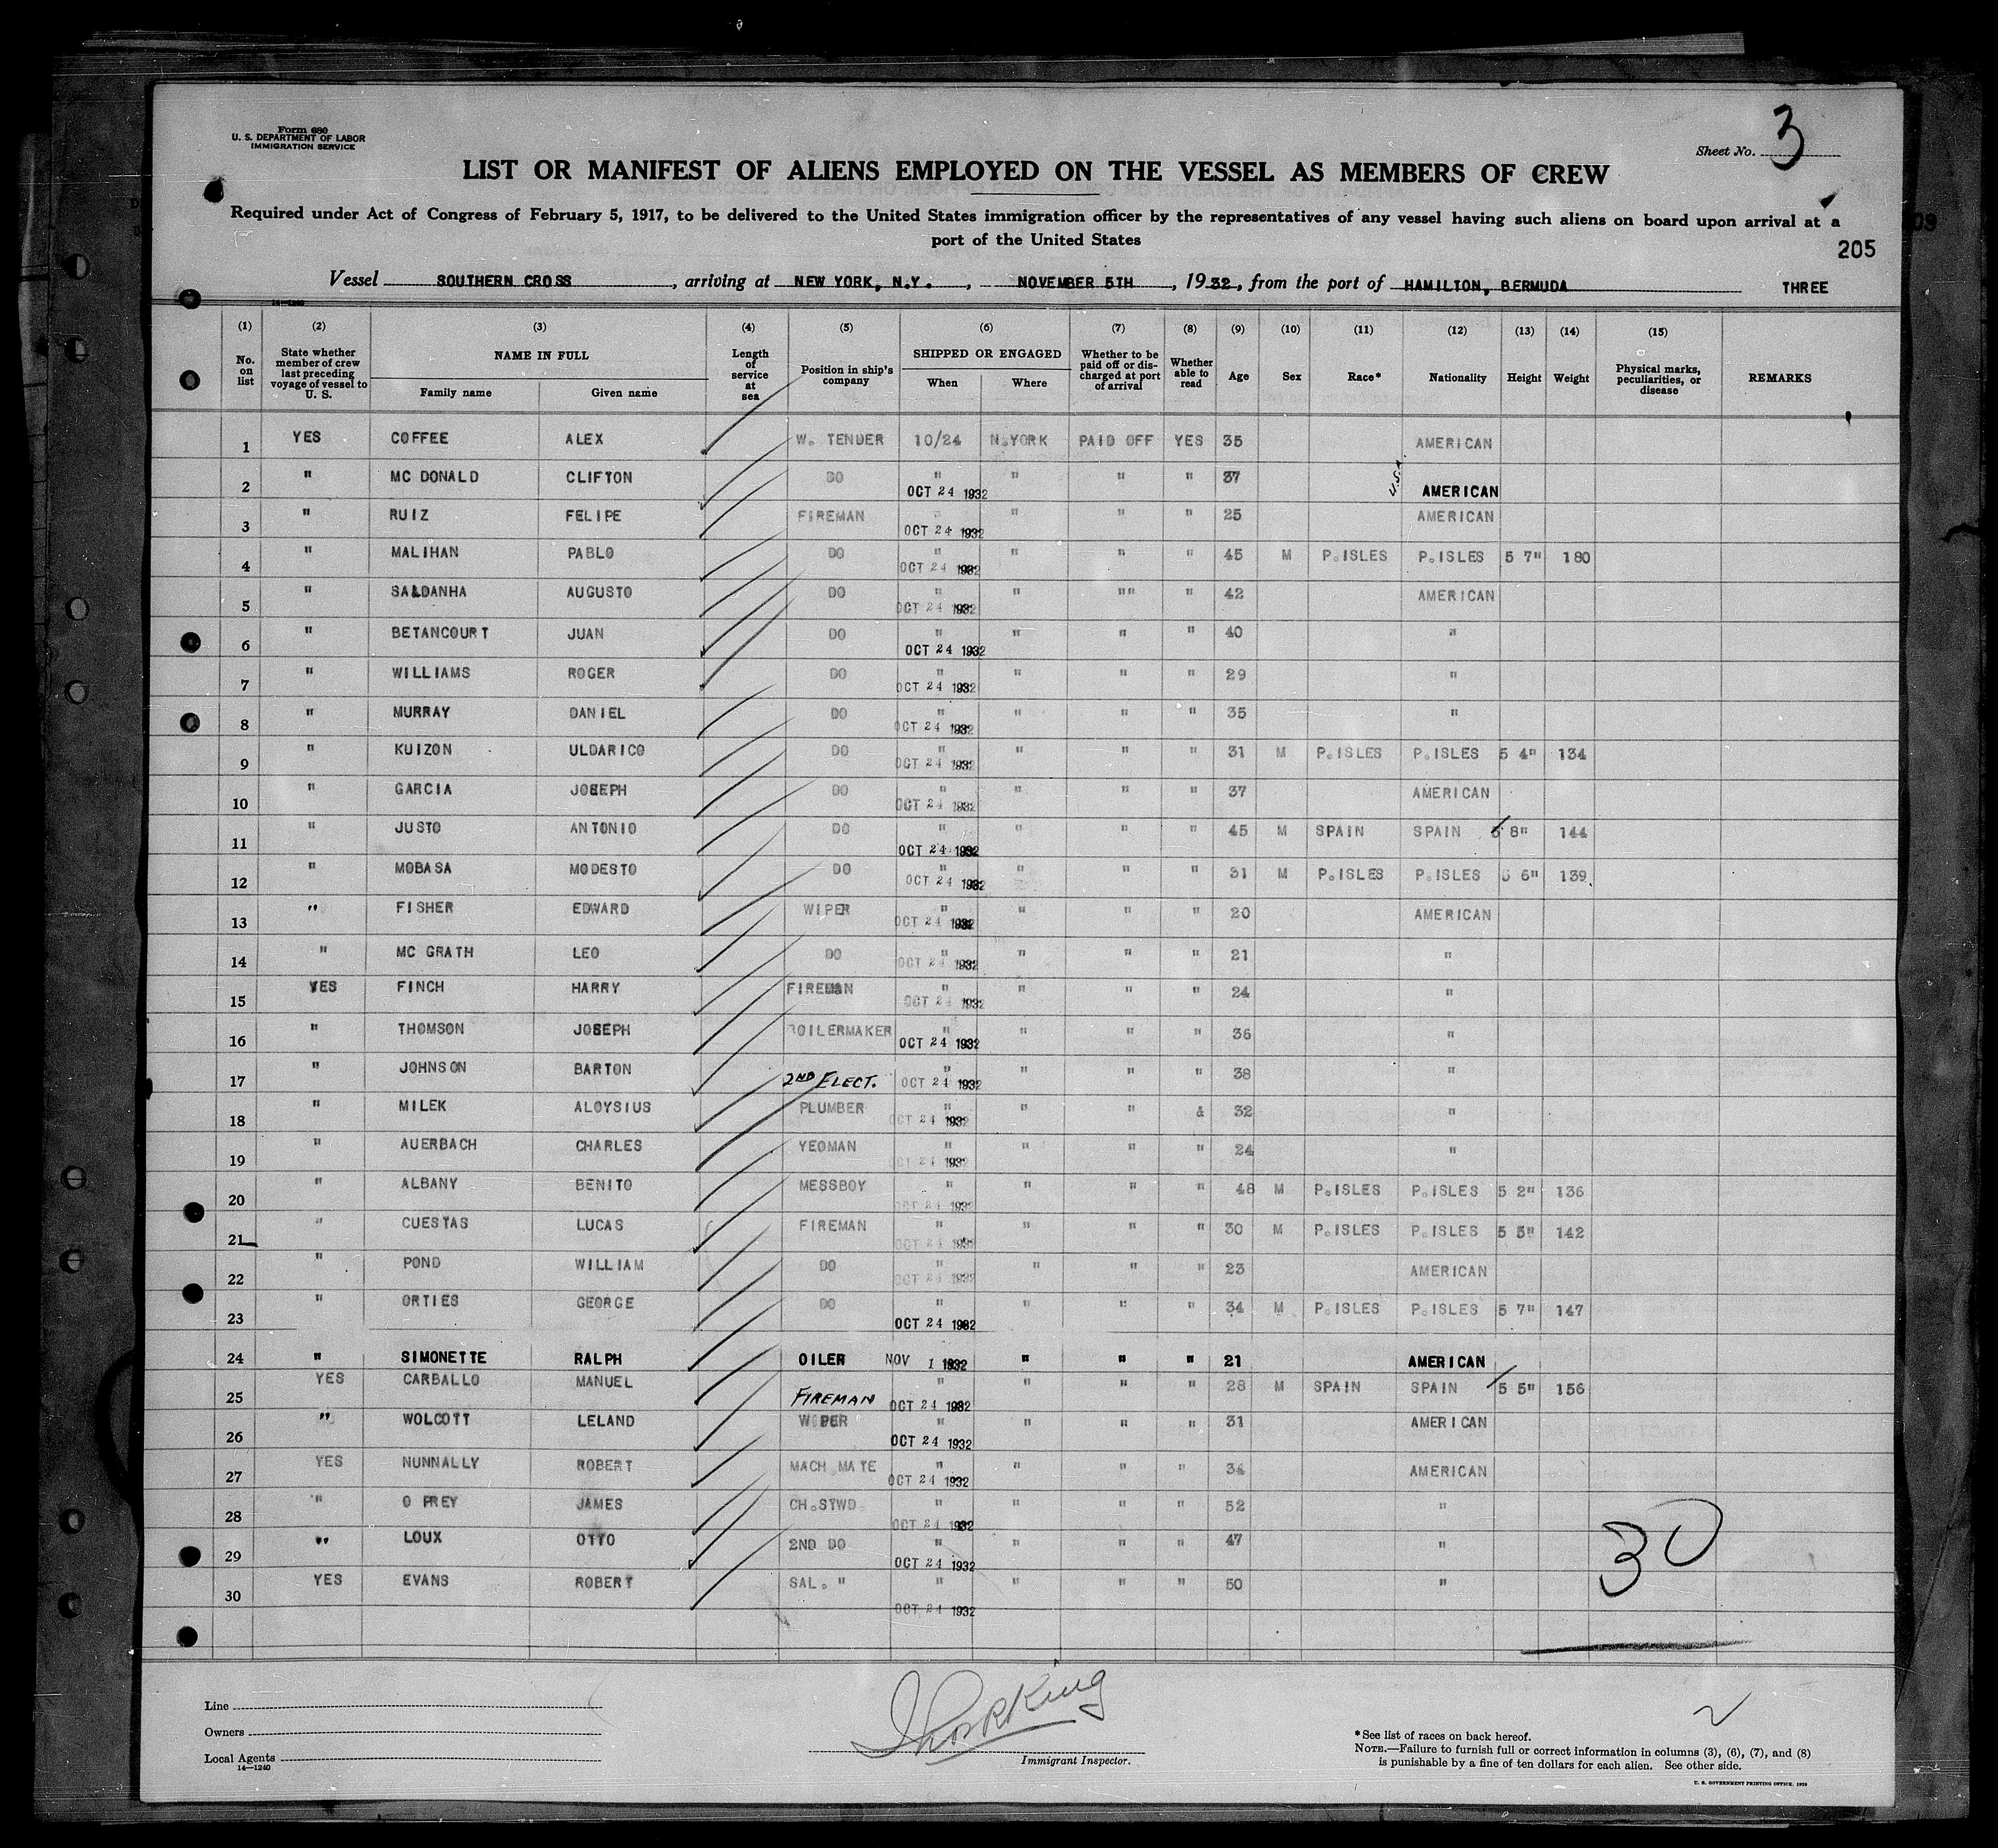 Form 680
U. S. DEPARTMENT OF LABOR
IMMIGRATION SERVICE
Sheet No. 3
LIST OR MANIFEST OF ALIENS EMPLOYED ON THE VESSEL AS MEMBERS OF CREW
Required under Act of Congress of February 5, 1917, to be delivered to the United States immigration officer by the representatives of any vessel having such aliens on board upon arrival at a
port of the United States
205
Vessel SOUTHERN CROSS, arriving at NEW YORK, N.Y., NOVEMBER 5TH, 1932, from the port of HAMILTON, BERMUDA THREE
(1) (2) (3) (4) (5) (6) (7) (8) (9) (10) (11) (12) (13) (14) (15)
No. on list State whether member of crew last preceding voyage of vessel to U. S. NAME IN FULL Family name Given name Length of service at sea Position in ship's company SHIPPED OR ENGAGED When Where Whether to be paid off or discharged at port of arrival Whether able to read Age Sex Race* Nationality Height Weight Physical marks, peculiarities, or disease REMARKS
1 YES COFFEE ALEX W. TENDER 10/24 N.YORK PAID OFF YES 35 AMERICAN
2 " MC DONALD CLIFTON DO " OCT 24 1932 " " " 37 U.S.A. AMERICAN
3 " RUIZ FELIPE FIREMAN " OCT 24 1932 " " " 25 AMERICAN
4 " MALIHAN PABLO DO " OCT 24 1932 " " " 45 M P.ISLES P.ISLES 5 7" 180
5 " SALDANHA AUGUSTO DO " OCT 24 1932 " "" " 42 AMERICAN
6 " BETANCOURT JUAN DO " OCT 24 1932 " " " 40 "
7 " WILLIAMS ROGER DO " OCT 24 1932 " " " 29 "
8 " MURRAY DANIEL DO " OCT 24 1932 " " " 35 "
9 " KUIZON ULDARICO DO " OCT 24 1932 " " " 31 M P.ISLES P.ISLES 5 4" 134
10 " GARCIA JOSEPH DO " OCT 24 1932 " " " 37 AMERICAN
11 " JUSTO ANTONIO DO " OCT 24 1932 " " " 45 M SPAIN SPAIN 5 8" 144
12 " MOBASA MODESTO DO " OCT 24 1932 " " " 31 M P.ISLES P.ISLES 5 6" 139
13 " FISHER EDWARD WIPER " OCT 24 1932 " " " 20 AMERICAN
14 " MC GRATH LEO DO " OCT 24 1932 " " " 21 "
15 YES FINCH HARRY FIREMAN " OCT 24 1932 " " " 24 "
16 " THOMSON JOSEPH BOILERMAKER " OCT 24 1932 " " " 36 "
17 " JOHNSON BARTON 2ND ELECT. " OCT 24 1932 " " " 38 "
18 " MILEK ALOYSIUS PLUMBER " OCT 24 1932 " " & 32 "
19 " AUERBACH CHARLES YEOMAN " OCT 24 1932 " " " 24 "
20 " ALBANY BENITO MESSBOY " OCT 24 1932 " " " 48 M P.ISLES P.ISLES 5 2" 136
21 " CUESTAS LUCAS FIREMAN " OCT 24 1932 " " " 30 M P.ISLES P.ISLES 5 5" 142
22 " POND WILLIAM DO " OCT 24 1932 " " " 23 AMERICAN
23 " ORTIES GEORGE DO " OCT 24 1932 " " " 34 M P.ISLES P.ISLES 5 7" 147
24 " SIMONETTE RALPH OILER NOV 1 1932 " " " 21 AMERICAN
25 YES CARBALLO MANUEL FIREMAN " OCT 24 1932 " " " 28 M SPAIN SPAIN 5 5" 156
26 " WOLCOTT LELAND WIPER " OCT 24 1932 " " " 31 AMERICAN
27 YES NUNNALLY ROBERT MACH.MATE " OCT 24 1932 " " " 34 AMERICAN
28 " O PREY JAMES CH.STWD. " OCT 24 1932 " " " 52 "
29 " LOUX OTTO 2ND DO " OCT 24 1932 " " " 47 "
30 YES EVANS ROBERT SAL. " " OCT 24 1932 " " " 50 "
30
Line
Owners
Local Agents
14—1240
Immigrant Inspector.
* See list of races on back hereof.
NOTE.—Failure to furnish full or correct information in columns (3), (6), (7), and (8)
is punishable by a fine of ten dollars for each alien. See other side.
U. S. GOVERNMENT PRINTING OFFICE